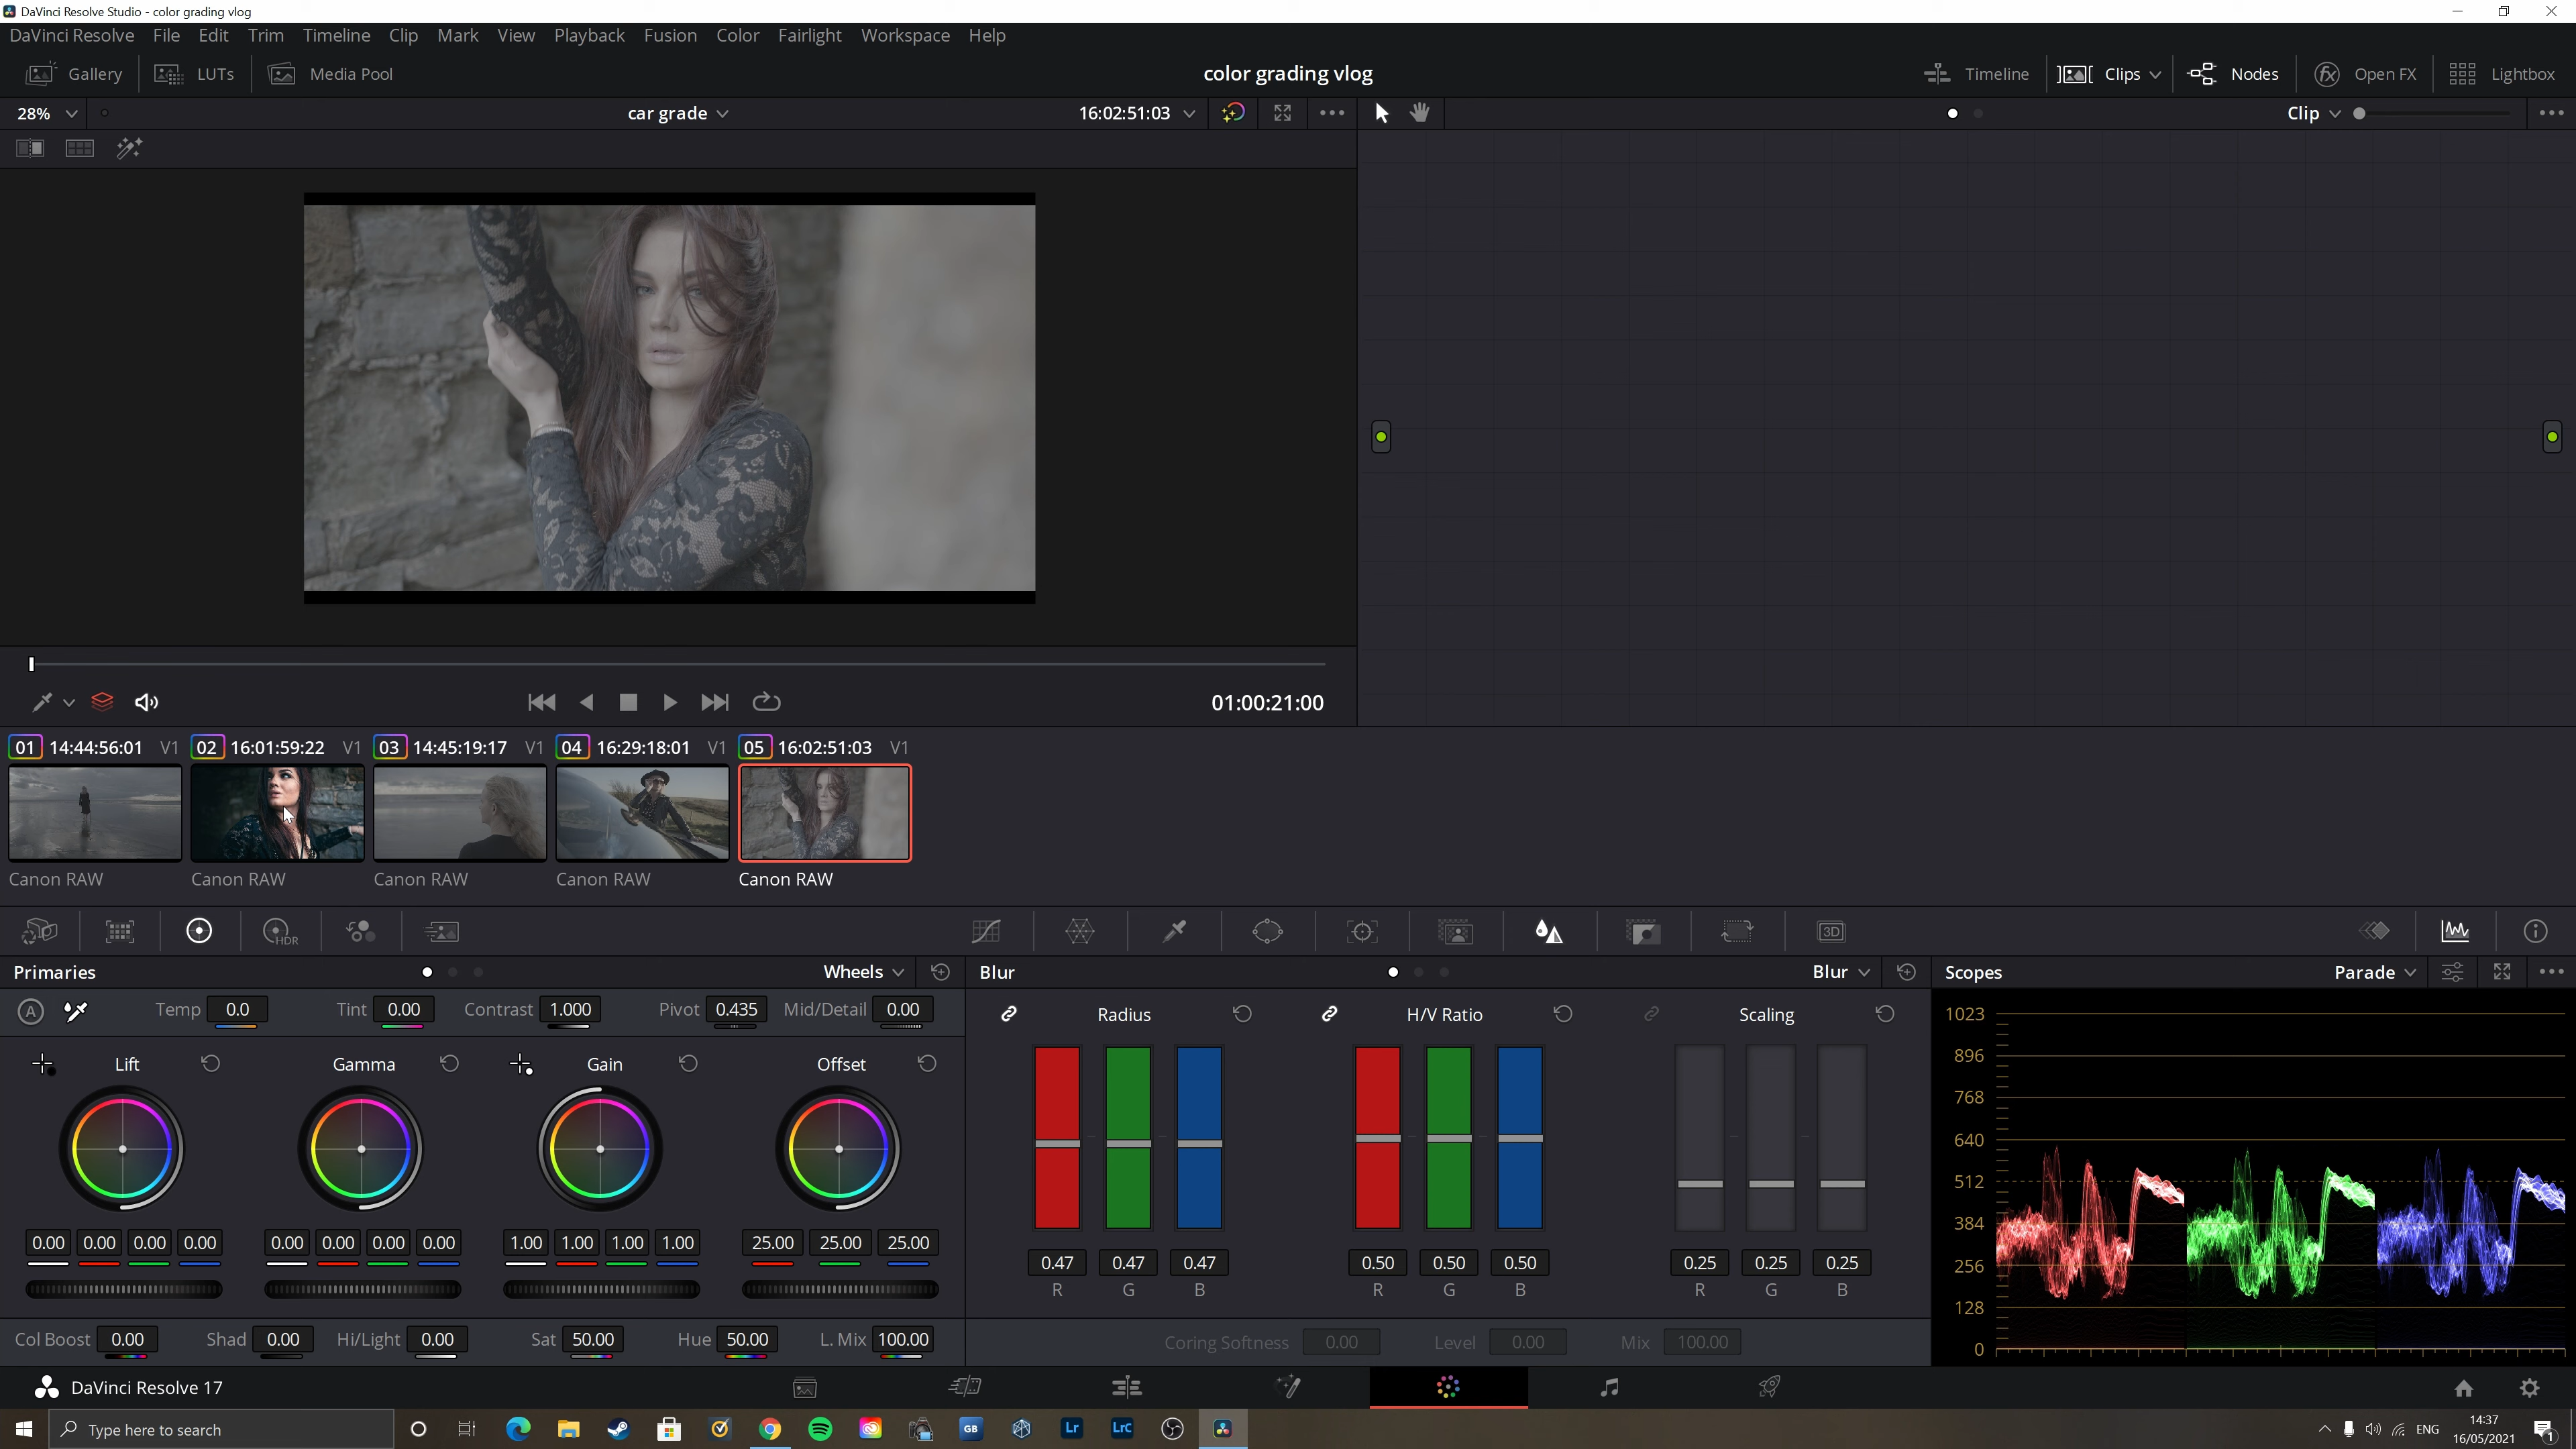 DaVinci Resolve Studio - color grading vlog
DaVinci Resolve File Edit Trim Timeline Clip Mark View Playback Fusion Color Fairlight Workspace Help
Gallery LUTs Media Pool color grading vlog Timeline Clips Nodes Open FX Lightbox
28% car grade 16:02:51:03 Clip
01:00:21:00
01 14:44:56:01 V1 02 16:01:59:22 V1 03 14:45:19:17 V1 04 16:29:18:01 V1 05 16:02:51:03 V1
Canon RAW Canon RAW Canon RAW Canon RAW Canon RAW
HDR 3D
Primaries Wheels Blur Blur Scopes Parade
A Temp 0.0 Tint 0.00 Contrast 1.000 Pivot 0.435 Mid/Detail 0.00
Radius H/V Ratio Scaling
Lift Gamma Gain Offset
0.00 0.00 0.00 0.00 0.00 0.00 0.00 0.00 1.00 1.00 1.00 1.00 25.00 25.00 25.00
0.47 0.47 0.47 0.50 0.50 0.50 0.25 0.25 0.25
R G B R G B R G B
Col Boost 0.00 Shad 0.00 Hi/Light 0.00 Sat 50.00 Hue 50.00 L. Mix 100.00
Coring Softness 0.00 Level 0.00 Mix 100.00
1023
896
768
640
512
384
256
128
0
DaVinci Resolve 17
Type here to search
GB Lr LrC
ENG
14:37
16/05/2021
1